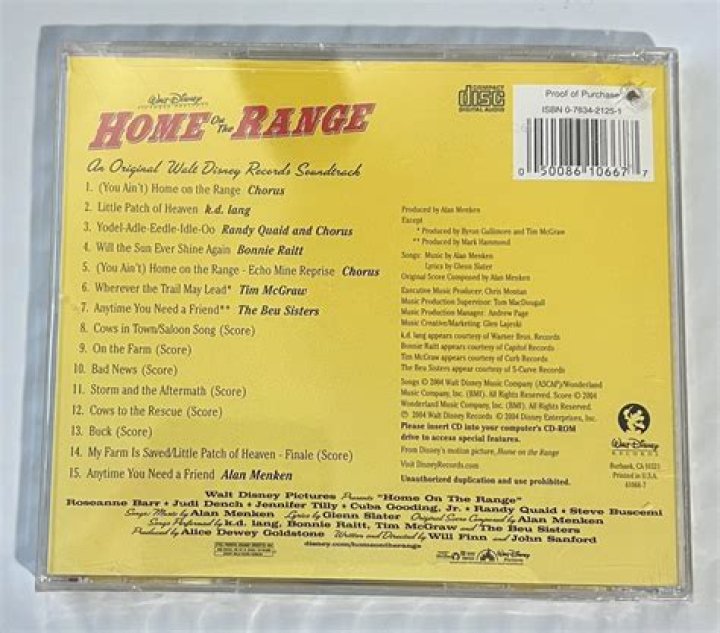 Walt Disney
HOME On The RANGE
An Original Walt Disney Records Soundtrack
1. (You Ain't) Home on the Range Chorus
2. Little Patch of Heaven k.d. lang
3. Yodel-Adle-Eedle-Idle-Oo Randy Quaid and Chorus
4. Will the Sun Ever Shine Again Bonnie Raitt
5. (You Ain't) Home on the Range - Echo Mine Reprise Chorus
6. Wherever the Trail May Lead* Tim McGraw
7. Anytime You Need a Friend** The Beu Sisters
8. Cows in Town/Saloon Song (Score)
9. On the Farm (Score)
10. Bad News (Score)
11. Storm and the Aftermath (Score)
12. Cows to the Rescue (Score)
13. Buck (Score)
14. My Farm Is Saved/Little Patch of Heaven - Finale (Score)
15. Anytime You Need a Friend Alan Menken
COMPACT
disc
DIGITAL AUDIO
Proof of Purchase
ISBN 0-7634-2125-1
0 50086 10667 7
Produced by Alan Menken
Except
* Produced by Byron Gallimore and Tim McGraw
** Produced by Mark Hammond
Songs: Music by Alan Menken
Lyrics by Glenn Slater
Original Score Composed by Alan Menken
Executive Music Producer: Chris Montan
Music Production Supervisor: Tom MacDougall
Music Production Manager: Andrew Page
Music Creative/Marketing: Glen Lajeski
k.d. lang appears courtesy of Warner Bros. Records
Bonnie Raitt appears courtesy of Capitol Records
Tim McGraw appears courtesy of Curb Records
The Beu Sisters appear courtesy of S-Curve Records
Songs © 2004 Walt Disney Music Company (ASCAP)/Wonderland
Music Company, Inc. (BMI). All Rights Reserved. Score © 2004
Wonderland Music Company, Inc. (BMI). All Rights Reserved.
℗ 2004 Walt Disney Records © 2004 Disney Enterprises, Inc.
Please insert CD into your computer's CD-ROM
drive to access special features.
From Disney's motion picture, Home on the Range
Visit DisneyRecords.com
Unauthorized duplication and use prohibited.
Walt Disney
RECORDS
Burbank, CA 91521
Printed in U.S.A.
61066-7
Walt Disney Pictures Presents "Home On The Range"
Roseanne Barr • Judi Dench • Jennifer Tilly • Cuba Gooding, Jr. • Randy Quaid • Steve Buscemi
Songs: Music by Alan Menken Lyrics by Glenn Slater Original Score Composed by Alan Menken
Songs Performed by k.d. lang, Bonnie Raitt, Tim McGraw and The Beu Sisters
Produced by Alice Dewey Goldstone Written and Directed by Will Finn and John Sanford
disney.com/homeontherange
Walt Disney